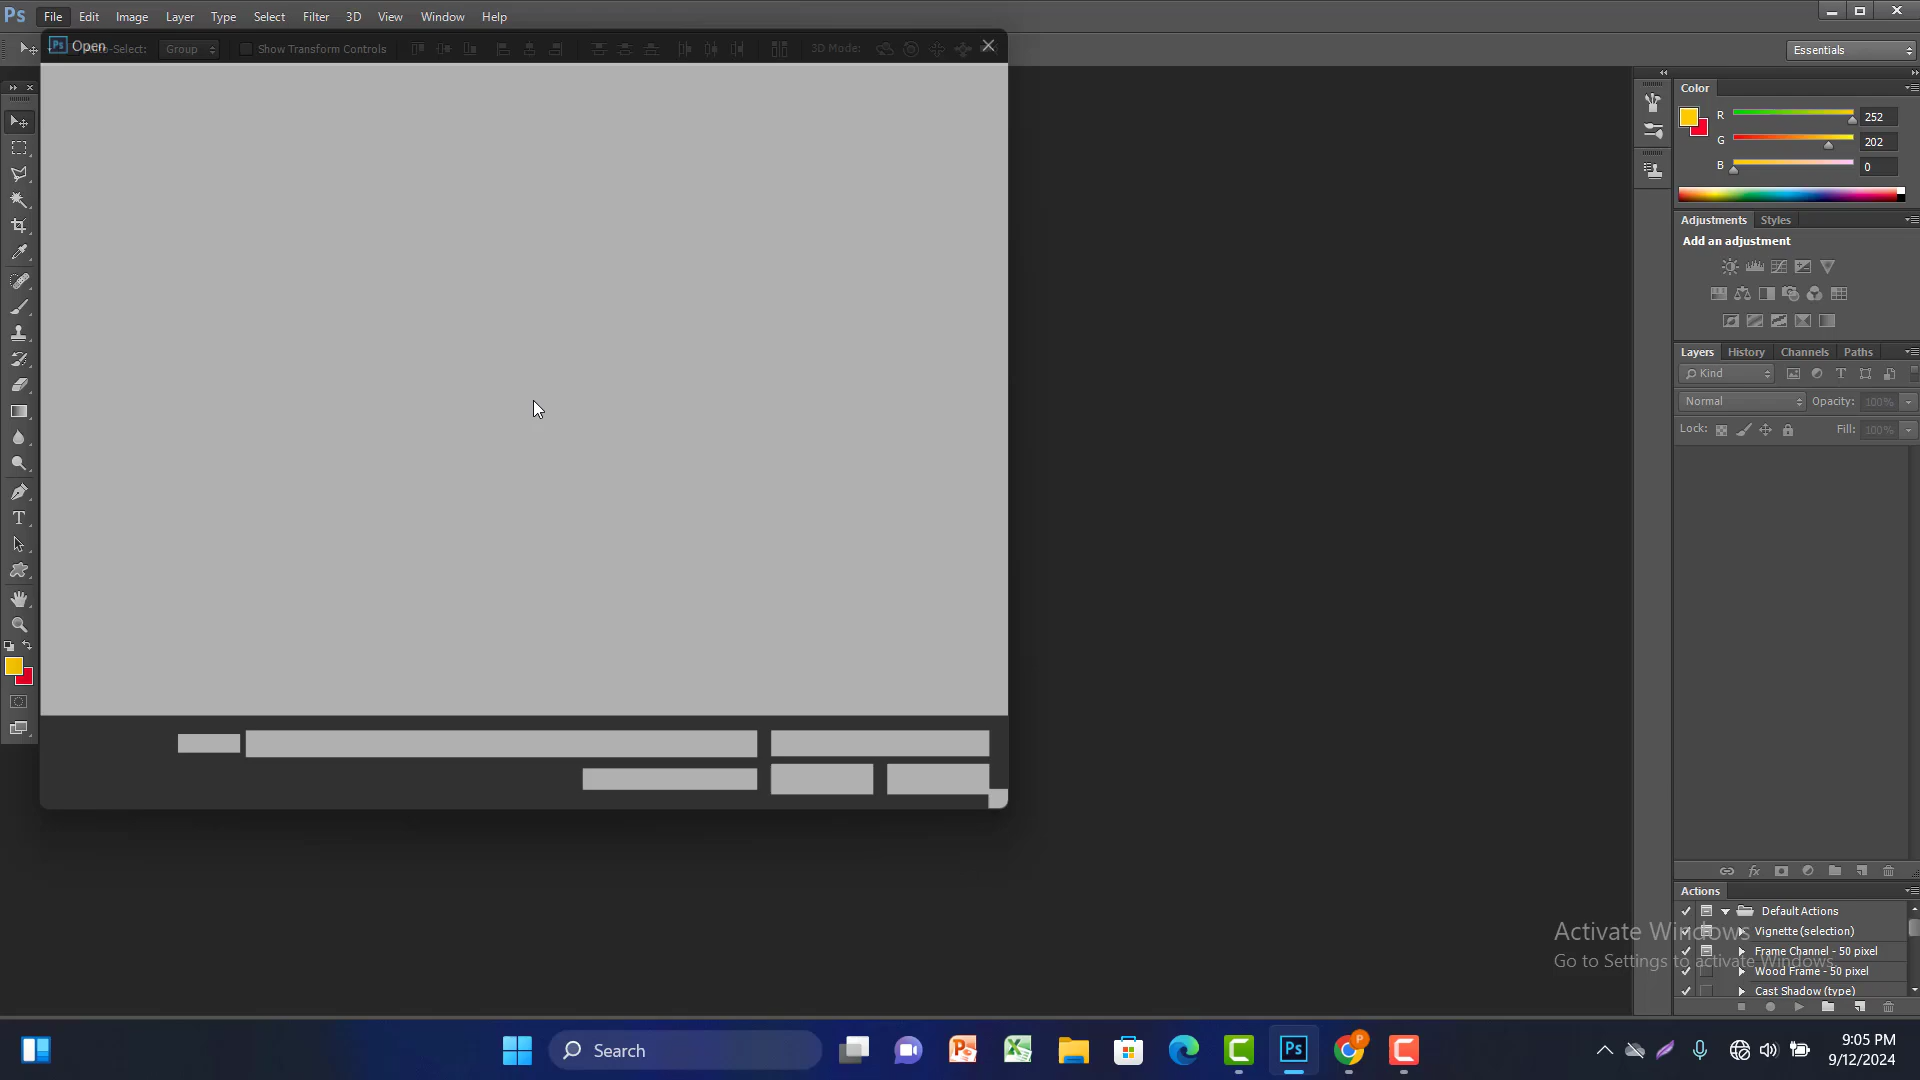 Ps File Edit Image Layer Type Select Filter 3D View Window Help
Open
Auto-Select: Group Show Transform Controls 3D Mode: Essentials
Color
R 252
G 202
B 0
Adjustments Styles
Add an adjustment
Layers History Channels Paths
Kind
Normal Opacity: 100%
Lock: Fill: 100%
Actions
Default Actions
Vignette (selection)
Frame Channel - 50 pixel
Wood Frame - 50 pixel
Cast Shadow (type)
Activate Windows
Go to Settings to activate Windows.
Search
9:05 PM
9/12/2024